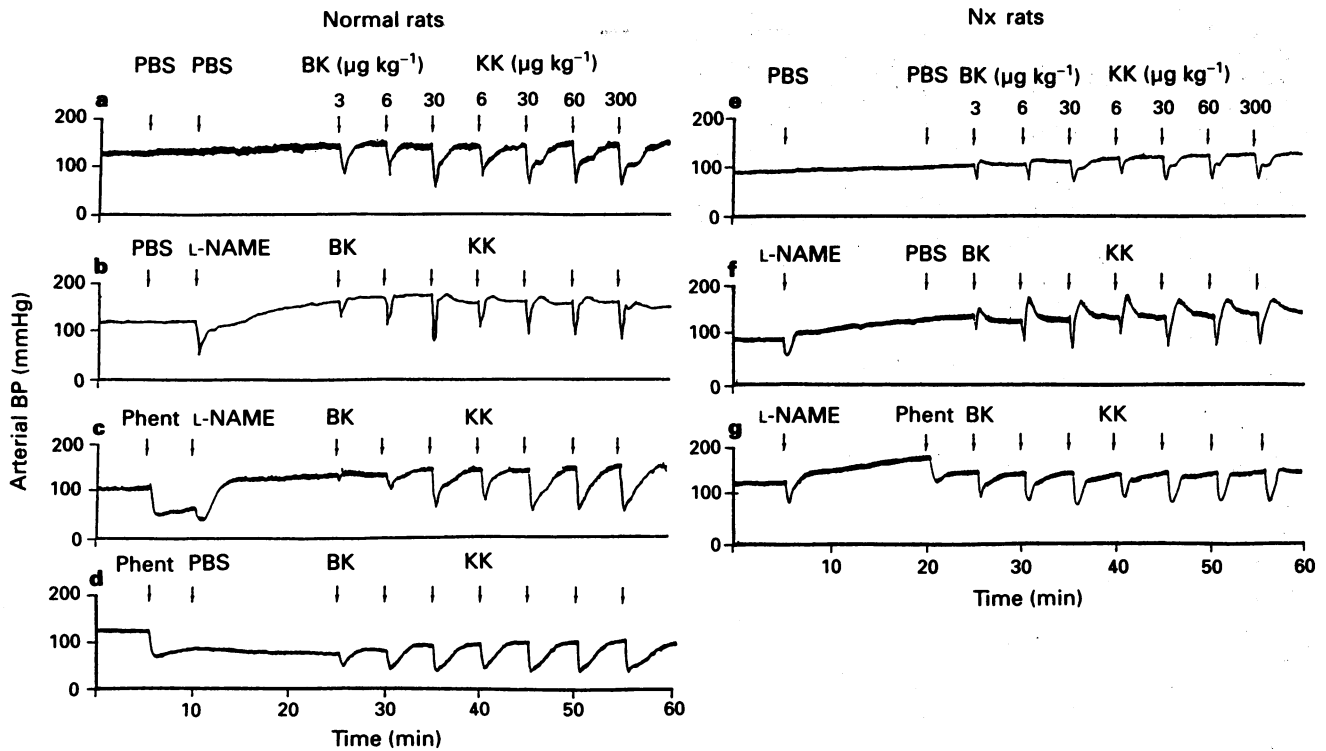 Normal rats
PBS PBS BK (µg kg⁻¹) KK (µg kg⁻¹)
3 6 30 6 30 60 300
a
200
100
0
PBS L-NAME BK KK
b
200
100
0
Phent L-NAME BK KK
c
200
100
0
Phent PBS BK KK
d
200
100
0
10 20 30 40 50 60
Time (min)
Arterial BP (mmHg)
Nx rats
PBS PBS BK (µg kg⁻¹) KK (µg kg⁻¹)
3 6 30 6 30 60 300
e
200
100
0
L-NAME PBS BK KK
f
200
100
0
L-NAME Phent BK KK
g
200
100
0
10 20 30 40 50 60
Time (min)